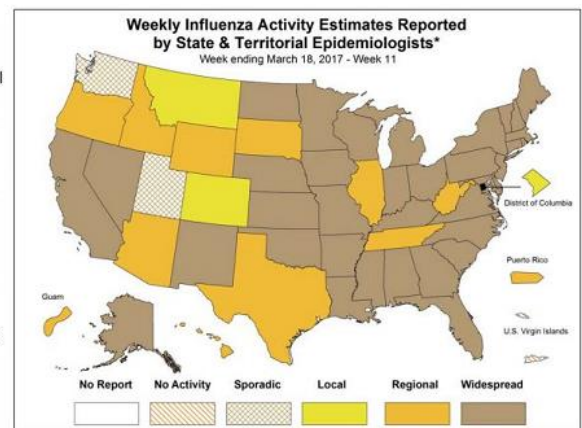 Weekly Influenza Activity Estimates Reported
by State & Territorial Epidemiologists*
Week ending March 18, 2017 - Week 11
District of Columbia
Puerto Rico
Guam
U.S. Virgin Islands
No Report No Activity Sporadic Local Regional Widespread